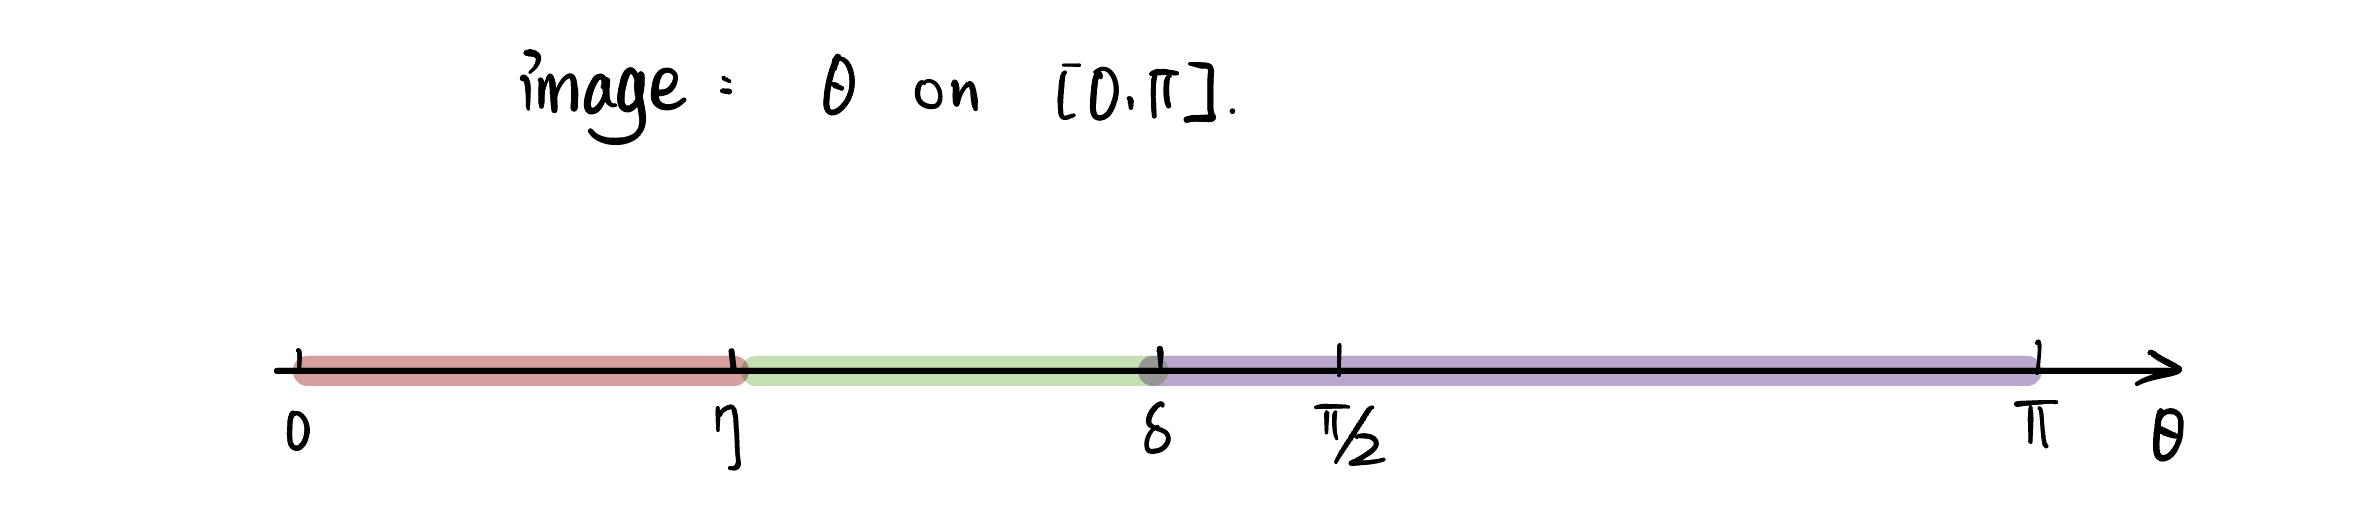 image = θ on [0,π].
0 η δ π/2 π θ